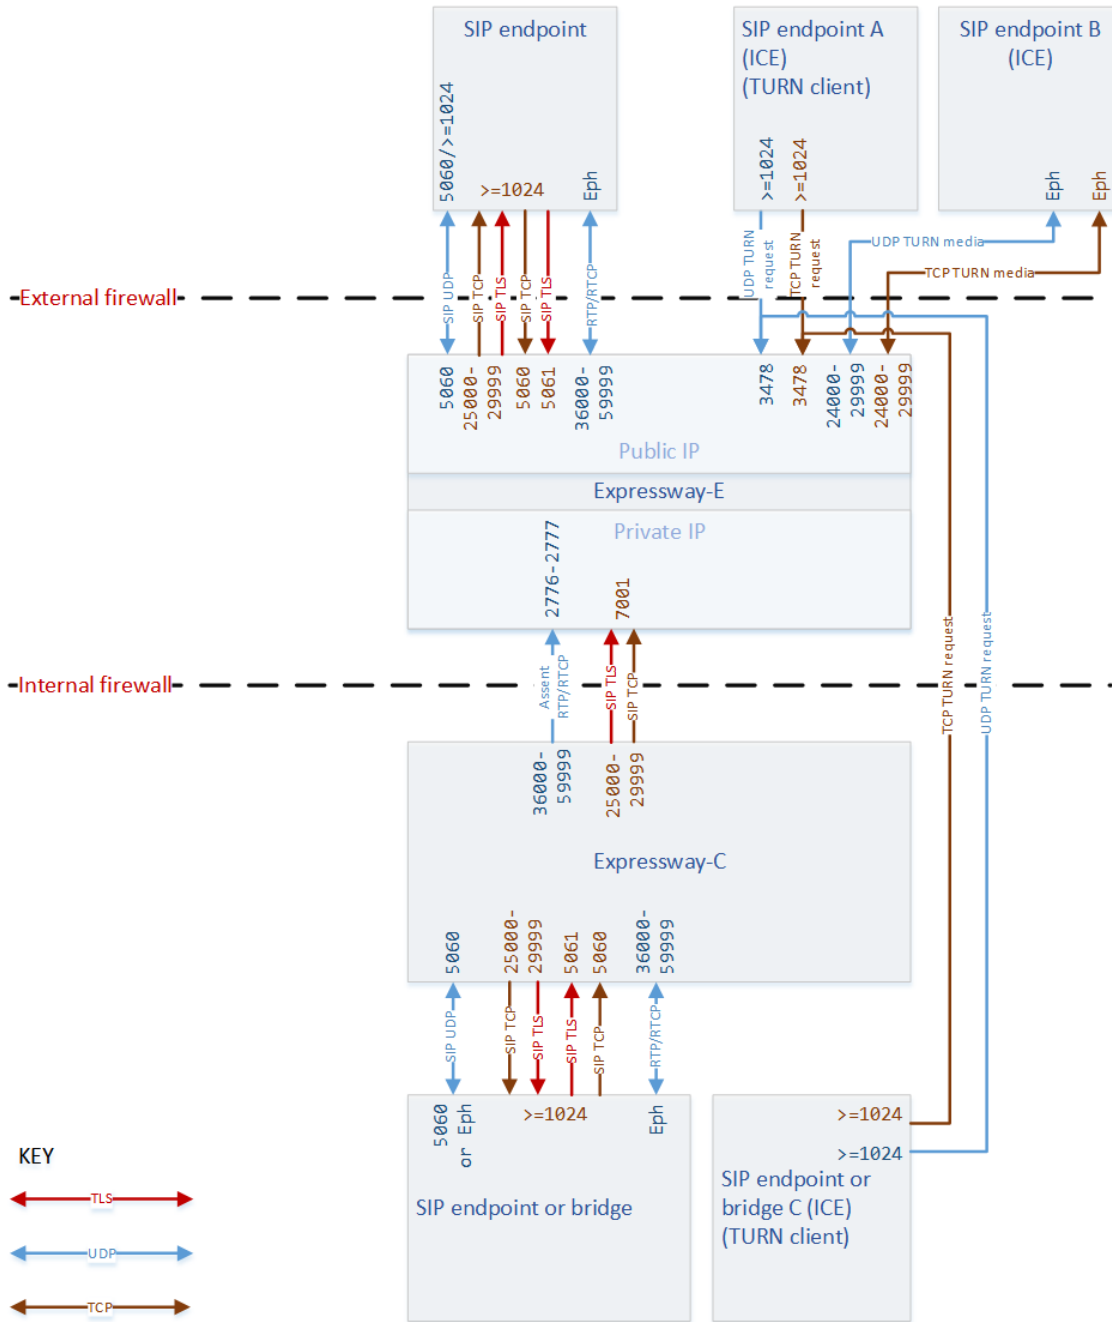 SIP endpoint
SIP endpoint A
(ICE)
(TURN client)
SIP endpoint B
(ICE)
5060/>=1024
>=1024
Eph
>=1024
>=1024
Eph
Eph
SIP UDP
SIP TCP
SIP TLS
SIP TCP
SIP TLS
RTP/RTCP
UDP TURN
request
TCP TURN
request
UDP TURN media
TCP TURN media
External firewall
5060
25000-
29999
5060
5061
36000-
59999
3478
3478
24000-
29999
24000-
29999
Public IP
Expressway-E
Private IP
2776-2777
7001
Assent
RTP/RTCP
SIP TLS
SIP TCP
TCP TURN request
UDP TURN request
Internal firewall
36000-
59999
25000-
29999
Expressway-C
5060
25000-
29999
5061
5060
36000-
59999
SIP UDP
SIP TCP
SIP TLS
SIP TLS
SIP TCP
RTP/RTCP
5060
or Eph
>=1024
Eph
SIP endpoint or bridge
>=1024
>=1024
SIP endpoint or
bridge C (ICE)
(TURN client)
KEY
TLS
UDP
TCP